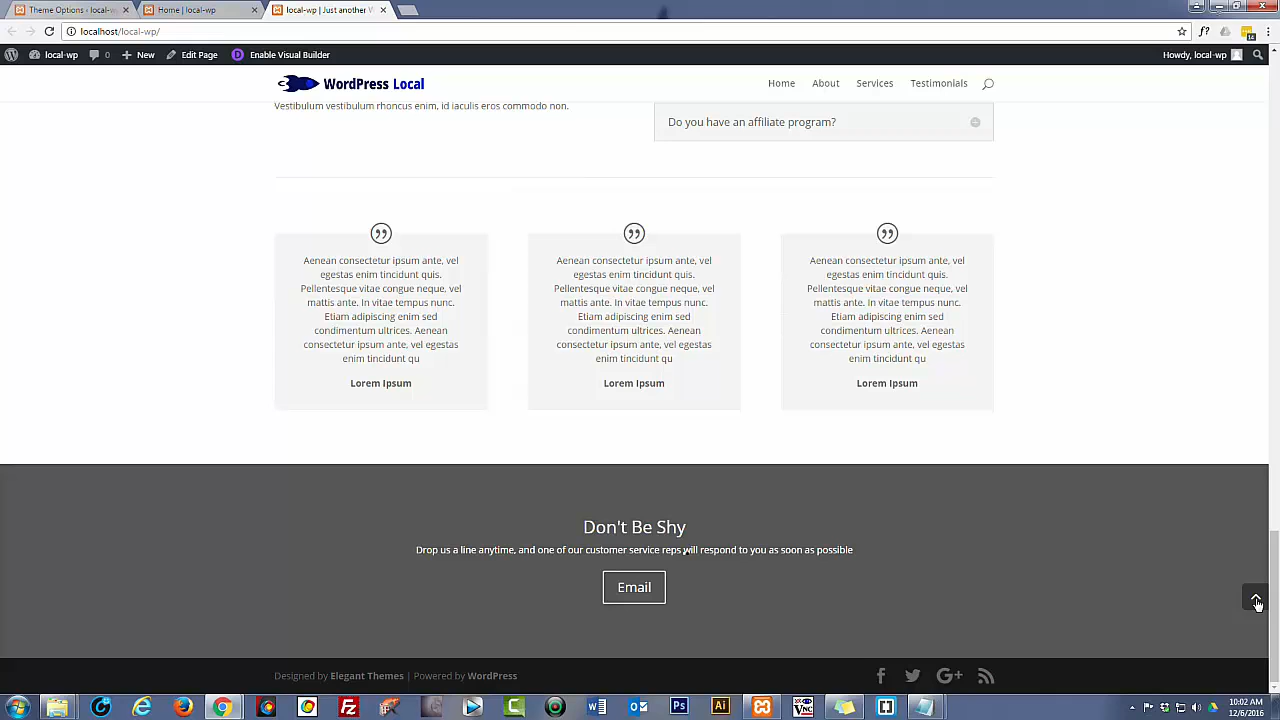 Theme Options ‹ local-w
Home | local-wp
local-wp | Just another W
localhost/local-wp/
local-wp
0
New
Edit Page
Enable Visual Builder
Howdy, local-wp
WordPress Local
Home
About
Services
Testimonials
Vestibulum vestibulum rhoncus enim, id iaculis eros commodo non.
Do you have an affiliate program?
Aenean consectetur ipsum ante, vel
egestas enim tincidunt quis.
Pellentesque vitae congue neque, vel
mattis ante. In vitae tempus nunc.
Etiam adipiscing enim sed
condimentum ultrices. Aenean
consectetur ipsum ante, vel egestas
enim tincidunt qu
Lorem Ipsum
Aenean consectetur ipsum ante, vel
egestas enim tincidunt quis.
Pellentesque vitae congue neque, vel
mattis ante. In vitae tempus nunc.
Etiam adipiscing enim sed
condimentum ultrices. Aenean
consectetur ipsum ante, vel egestas
enim tincidunt qu
Lorem Ipsum
Aenean consectetur ipsum ante, vel
egestas enim tincidunt quis.
Pellentesque vitae congue neque, vel
mattis ante. In vitae tempus nunc.
Etiam adipiscing enim sed
condimentum ultrices. Aenean
consectetur ipsum ante, vel egestas
enim tincidunt qu
Lorem Ipsum
Don't Be Shy
Drop us a line anytime, and one of our customer service reps will respond to you as soon as possible
Email
Designed by Elegant Themes | Powered by WordPress
10:02 AM
12/6/2016